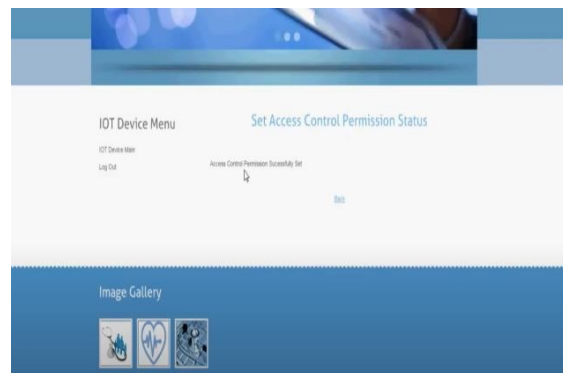 IOT Device Menu
Set Access Control Permission Status
IOT Device Main
Log Out
Access Control Permission Sucessfully Set
Back
Image Gallery